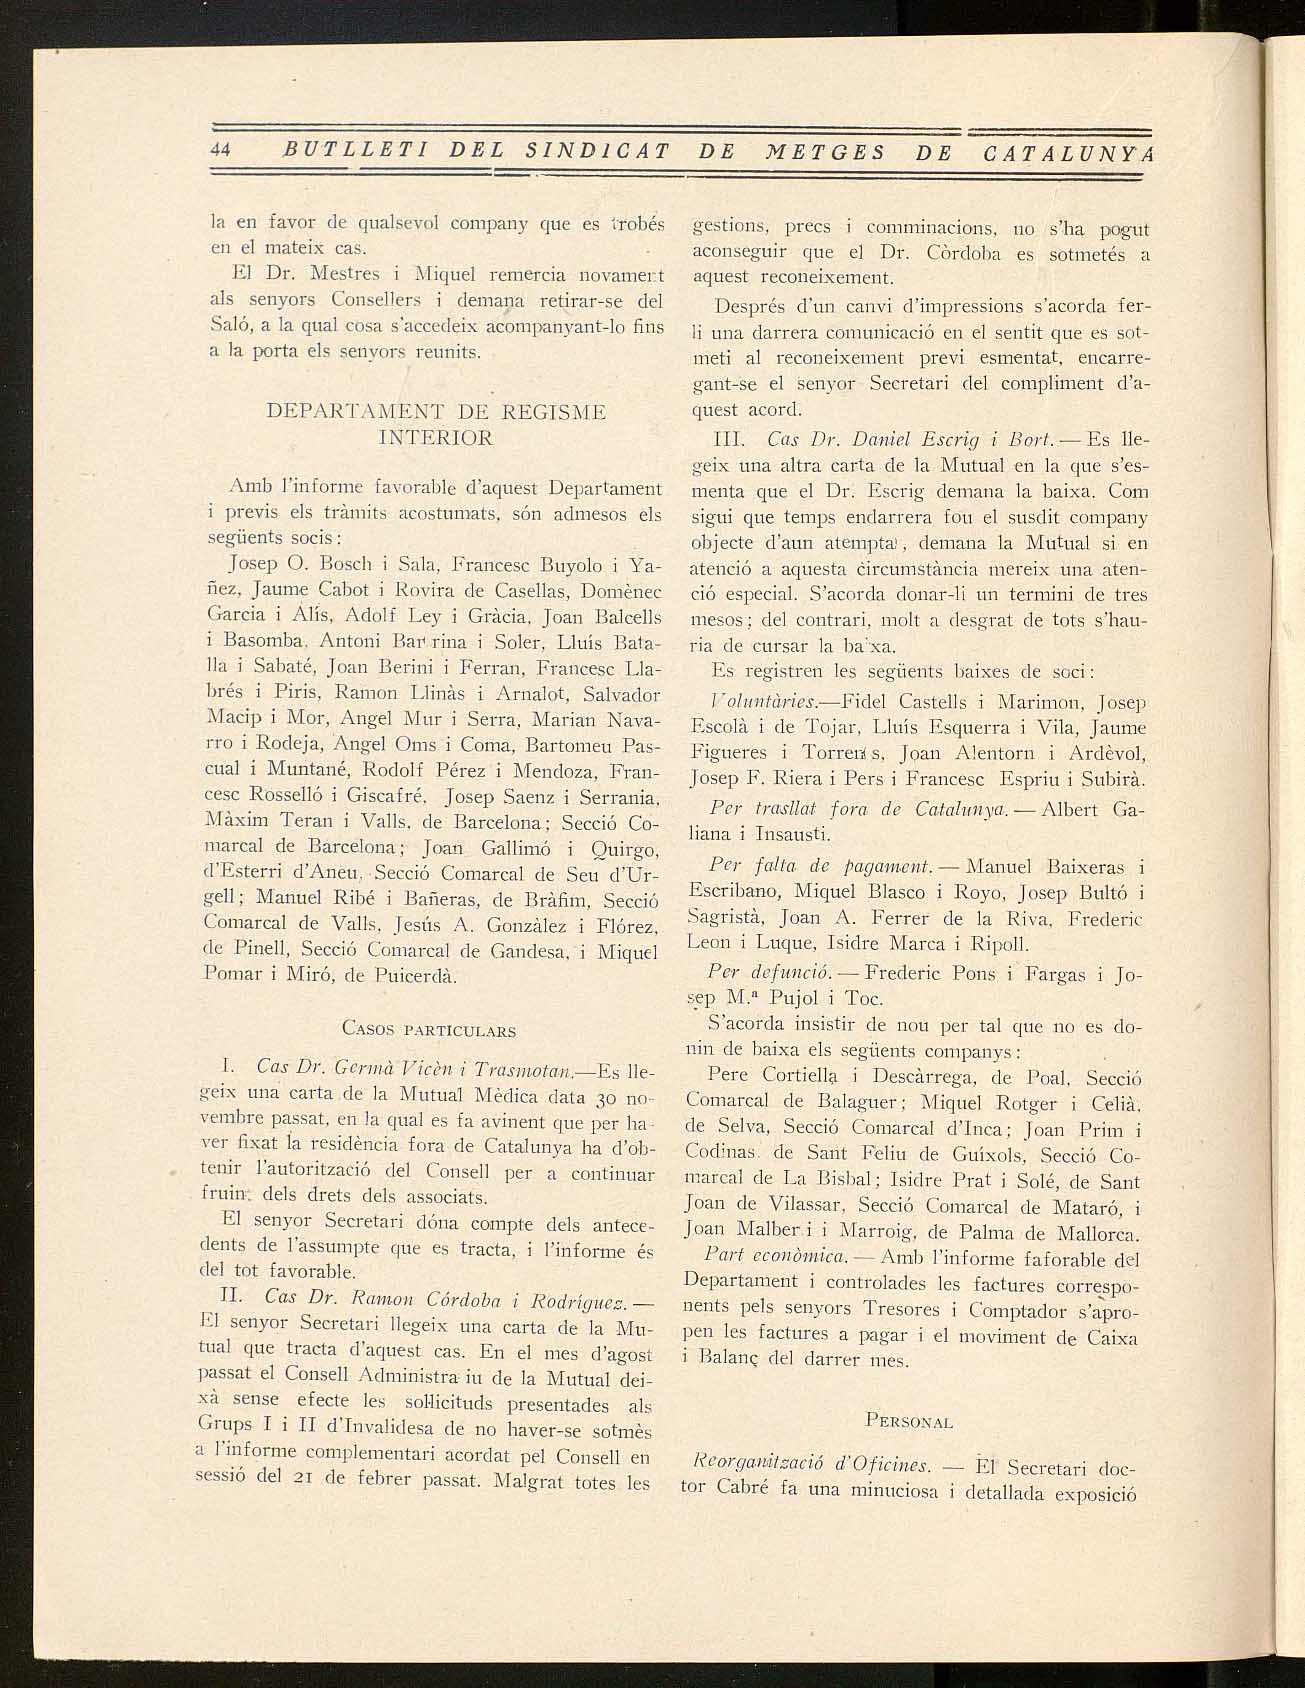 44 BUTLLETI DEL SINDICAT DE METGES DE CATALUNYA
la en favor de qualsevol company que es trobés
en el mateix cas.
El Dr. Mestres i Miquel remercia novament
als senyors Consellers i demana retirar-se del
Saló, a la qual cosa s'accedeix acompanyant-lo fins
a la porta els senyors reunits.
DEPARTAMENT DE REGISME
INTERIOR
Amb l'informe favorable d'aquest Departament
i previs els tràmits acostumats, són admesos els
següents socis:
Josep O. Bosch i Sala, Francesc Buyolo i Ya-
ñez, Jaume Cabot i Rovira de Casellas, Domènec
Garcia i Alís, Adolf Ley i Gràcia, Joan Balcells
i Basomba, Antoni Barrina i Soler, Lluís Bata-
lla i Sabaté, Joan Berini i Ferran, Francesc Lla-
brés i Piris, Ramon Llinàs i Arnalot, Salvador
Macip i Mor, Angel Mur i Serra, Marian Nava-
rro i Rodeja, Angel Oms i Coma, Bartomeu Pas-
cual i Muntané, Rodolf Pérez i Mendoza, Fran-
cesc Rosselló i Giscafré, Josep Saenz i Serrania,
Màxim Teran i Valls, de Barcelona; Secció Co-
marcal de Barcelona; Joan Gallimó i Quirgo,
d'Esterri d'Aneu, Secció Comarcal de Seu d'Ur-
gell; Manuel Ribé i Bañeras, de Bràfim, Secció
Comarcal de Valls, Jesús A. Gonzàlez i Flórez,
de Pinell, Secció Comarcal de Gandesa, i Miquel
Pomar i Miró, de Puicerdà.
CASOS PARTICULARS
I. Cas Dr. Germà Vicèn i Trasmotan.—Es lle-
geix una carta de la Mutual Mèdica data 30 no-
vembre passat, en la qual es fa avinent que per ha-
ver fixat la residència fora de Catalunya ha d'ob-
tenir l'autorització del Consell per a continuar
fruint dels drets dels associats.
El senyor Secretari dóna compte dels antece-
dents de l'assumpte que es tracta, i l'informe és
del tot favorable.
II. Cas Dr. Ramon Córdoba i Rodríguez. —
El senyor Secretari llegeix una carta de la Mu-
tual que tracta d'aquest cas. En el mes d'agost
passat el Consell Administra iu de la Mutual dei-
xà sense efecte les sol·licituds presentades als
Grups I i II d'Invalidesa de no haver-se sotmès
a l'informe complementari acordat pel Consell en
sessió del 21 de febrer passat. Malgrat totes les
gestions, precs i comminacions, no s'ha pogut
aconseguir que el Dr. Còrdoba es sotmetés a
aquest reconeixement.
Després d'un canvi d'impressions s'acorda fer-
li una darrera comunicació en el sentit que es sot-
meti al reconeixement previ esmentat, encarre-
gant-se el senyor Secretari del compliment d'a-
quest acord.
III. Cas Dr. Daniel Escrig i Bort. — Es lle-
geix una altra carta de la Mutual en la que s'es-
menta que el Dr. Escrig demana la baixa. Com
sigui que temps endarrera fou el susdit company
objecte d'aun atemptat, demana la Mutual si en
atenció a aquesta circumstància mereix una aten-
ció especial. S'acorda donar-li un termini de tres
mesos; del contrari, molt a desgrat de tots s'hau-
ria de cursar la baixa.
Es registren les següents baixes de soci:
Voluntàries.—Fidel Castells i Marimon, Josep
Escolà i de Tojar, Lluís Esquerra i Vila, Jaume
Figueres i Torrents, Joan Alentorn i Ardèvol,
Josep F. Riera i Pers i Francesc Espriu i Subirà.
Per trasllat fora de Catalunya. — Albert Ga-
liana i Insausti.
Per falta de pagament. — Manuel Baixeras i
Escribano, Miquel Blasco i Royo, Josep Bultó i
Sagristà, Joan A. Ferrer de la Riva, Frederic
Leon i Luque, Isidre Marca i Ripoll.
Per defunció. — Frederic Pons i Fargas i Jo-
sep M.ª Pujol i Toc.
S'acorda insistir de nou per tal que no es do-
nin de baixa els següents companys:
Pere Cortiella i Descàrrega, de Poal, Secció
Comarcal de Balaguer; Miquel Rotger i Celià,
de Selva, Secció Comarcal d'Inca; Joan Prim i
Codinas, de Sant Feliu de Guíxols, Secció Co-
marcal de La Bisbal; Isidre Prat i Solé, de Sant
Joan de Vilassar, Secció Comarcal de Mataró, i
Joan Malberti i Marroig, de Palma de Mallorca.
Part econòmica. — Amb l'informe faforable del
Departament i controlades les factures correspo-
nents pels senyors Tresores i Comptador s'apro-
pen les factures a pagar i el moviment de Caixa
i Balanç del darrer mes.
PERSONAL
Reorganització d'Oficines. — El Secretari doc-
tor Cabré fa una minuciosa i detallada exposició